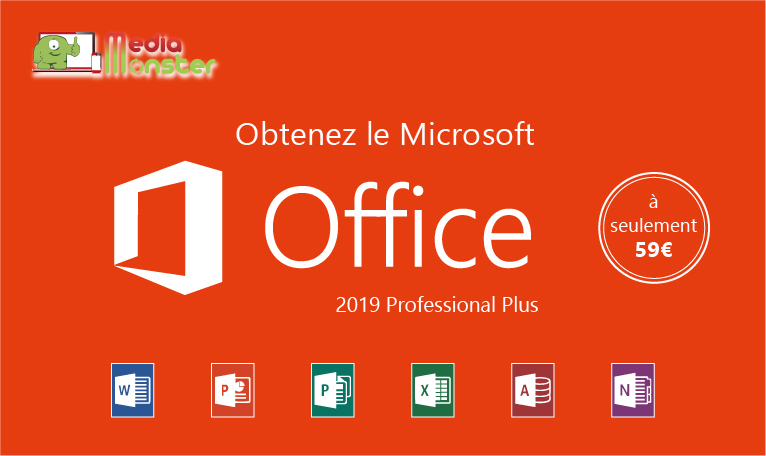 Media
Monster
Obtenez le Microsoft
Office
2019 Professional Plus
à
seulement
59€
W
P
P
X
A
N